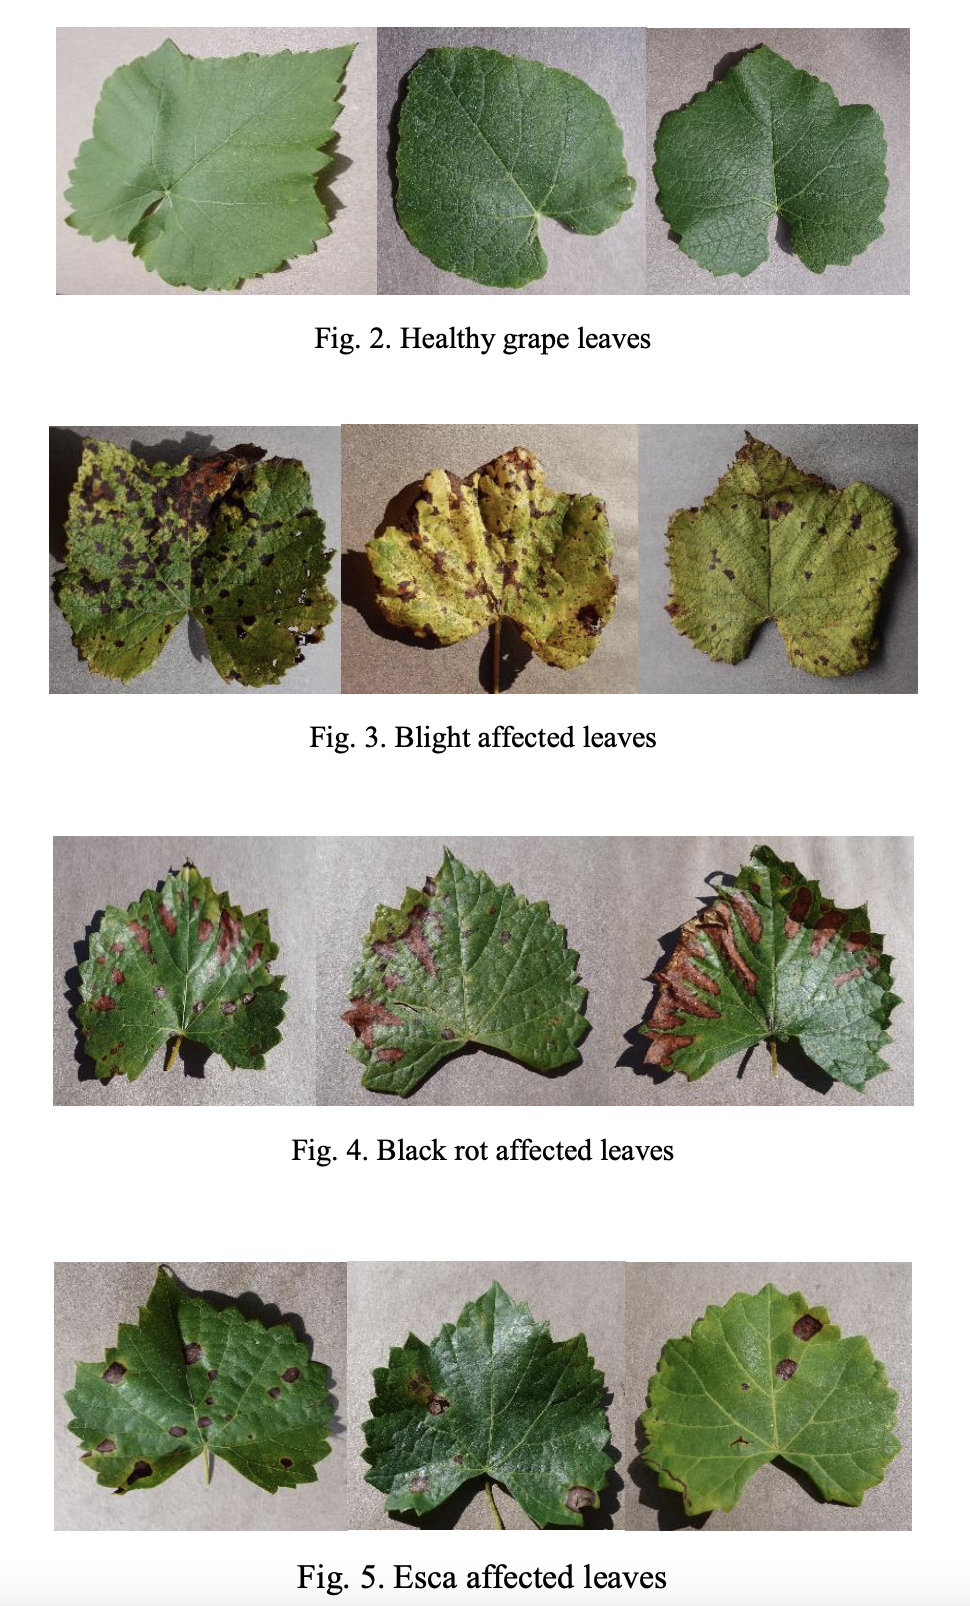 Fig. 2. Healthy grape leaves
Fig. 3. Blight affected leaves
Fig. 4. Black rot affected leaves
Fig. 5. Esca affected leaves